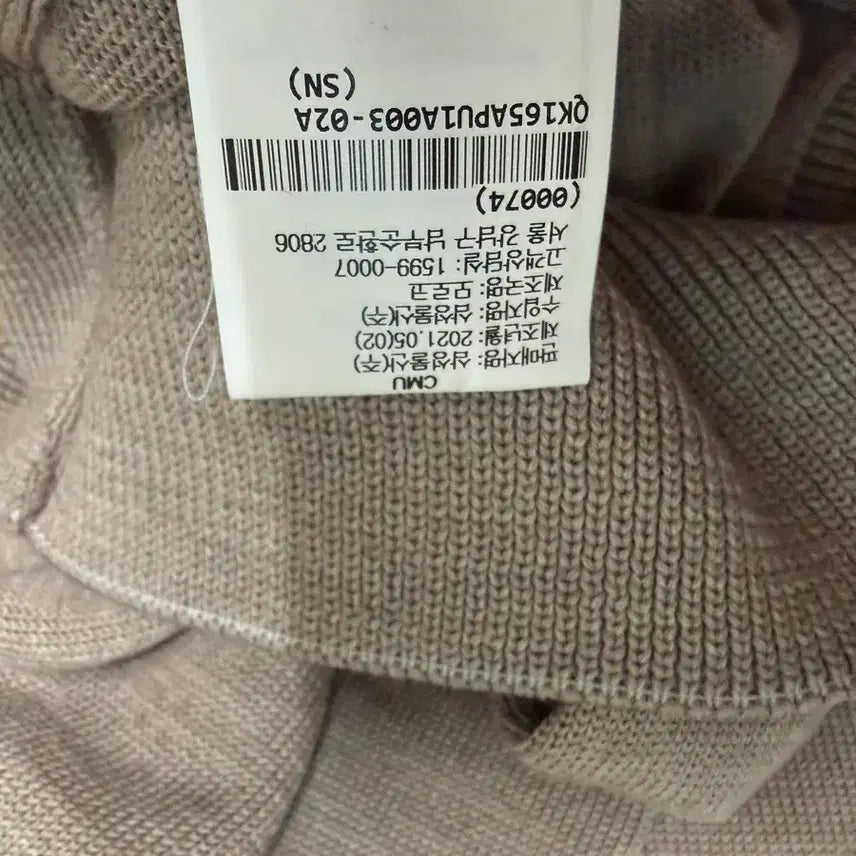 CMU
판매자명: 삼성물산(주)
제조년월: 2021.05(02)
수입자명: 삼성물산(주)
제조국명: 모로코
고객상담실: 1599-0007
서울 강남구 남부순환로 2806
(00074)
QK165APU1A003-02A
(SN)